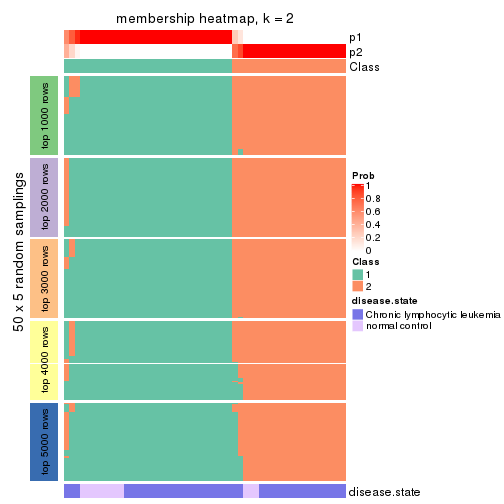 membership heatmap, k = 2
p1
p2
Class
50 x 5 random samplings
top 1000 rows
top 2000 rows
top 3000 rows
top 4000 rows
top 5000 rows
Prob
1
0.8
0.6
0.4
0.2
0
Class
1
2
disease.state
Chronic lymphocytic leukemia
normal control
disease.state